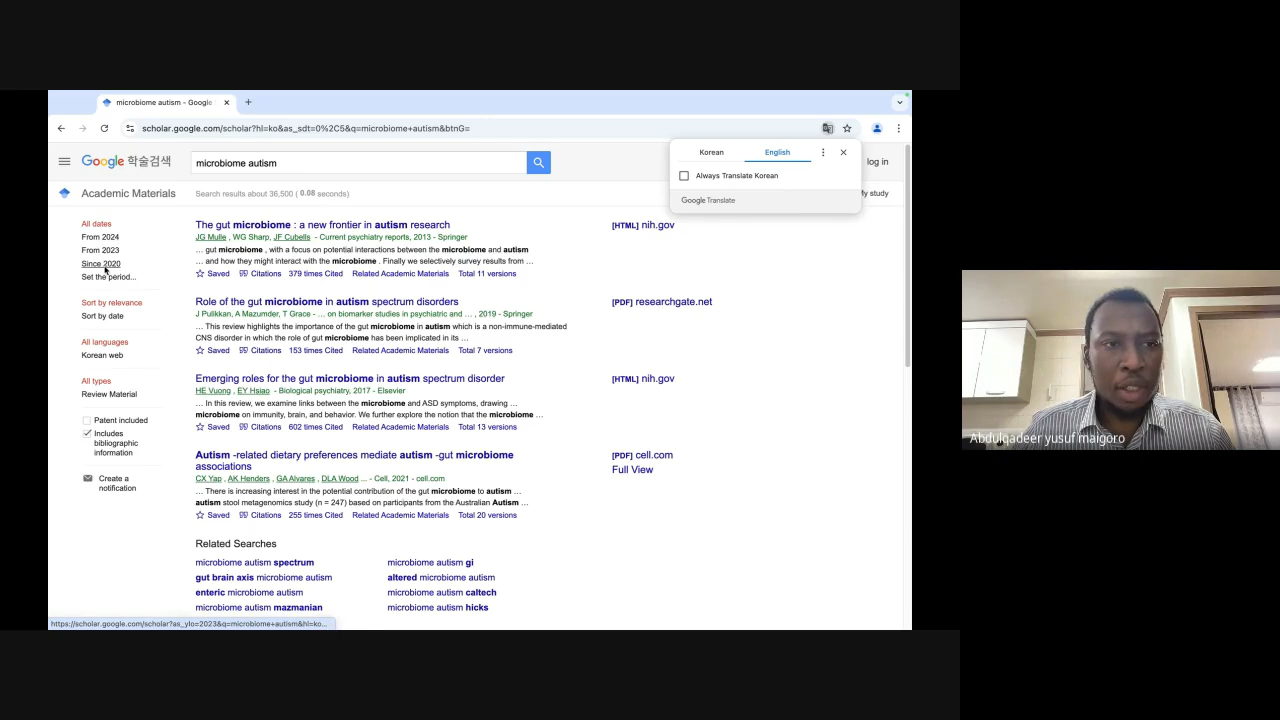 microbiome autism - Google
scholar.google.com/scholar?hl=ko&as_sdt=0%2C5&q=microbiome+autism&btnG=
Google 학술검색
microbiome autism
Korean
English
log in
Always Translate Korean
Google Translate
Academic Materials
Search results about 36,500 ( 0.08 seconds)
My study
All dates
From 2024
From 2023
Since 2020
Set the period...
Sort by relevance
Sort by date
All languages
Korean web
All types
Review Material
Patent included
Includes
bibliographic
information
Create a
notification
The gut microbiome : a new frontier in autism research
JG Mulle , WG Sharp, JF Cubells - Current psychiatry reports, 2013 - Springer
... gut microbiome , with a focus on potential interactions between the microbiome and autism
... and how they might interact with the microbiome . Finally we selectively survey results from ...
Saved Citations 379 times Cited Related Academic Materials Total 11 versions
[HTML] nih.gov
Role of the gut microbiome in autism spectrum disorders
J Pulikkan, A Mazumder, T Grace - ... on biomarker studies in psychiatric and ... , 2019 - Springer
... This review highlights the importance of the gut microbiome in autism which is a non-immune-mediated
CNS disorder in which the role of gut microbiome has been implicated in its ...
Saved Citations 153 times Cited Related Academic Materials Total 7 versions
[PDF] researchgate.net
Emerging roles for the gut microbiome in autism spectrum disorder
HE Vuong , EY Hsiao - Biological psychiatry, 2017 - Elsevier
... In this review, we examine links between the microbiome and ASD symptoms, drawing ...
microbiome on immunity, brain, and behavior. We further explore the notion that the microbiome ...
Saved Citations 602 times Cited Related Academic Materials Total 13 versions
[HTML] nih.gov
Autism -related dietary preferences mediate autism -gut microbiome
associations
CX Yap , AK Henders , GA Alvares , DLA Wood ... - Cell, 2021 - cell.com
... There is increasing interest in the potential contribution of the gut microbiome to autism ...
autism stool metagenomics study (n = 247) based on participants from the Australian Autism ...
Saved Citations 255 times Cited Related Academic Materials Total 20 versions
[PDF] cell.com
Full View
Related Searches
microbiome autism spectrum
gut brain axis microbiome autism
enteric microbiome autism
microbiome autism mazmanian
microbiome autism gi
altered microbiome autism
microbiome autism caltech
microbiome autism hicks
https://scholar.google.com/scholar?as_ylo=2023&q=microbiome+autism&hl=ko...
Abdulqadeer yusuf maigoro